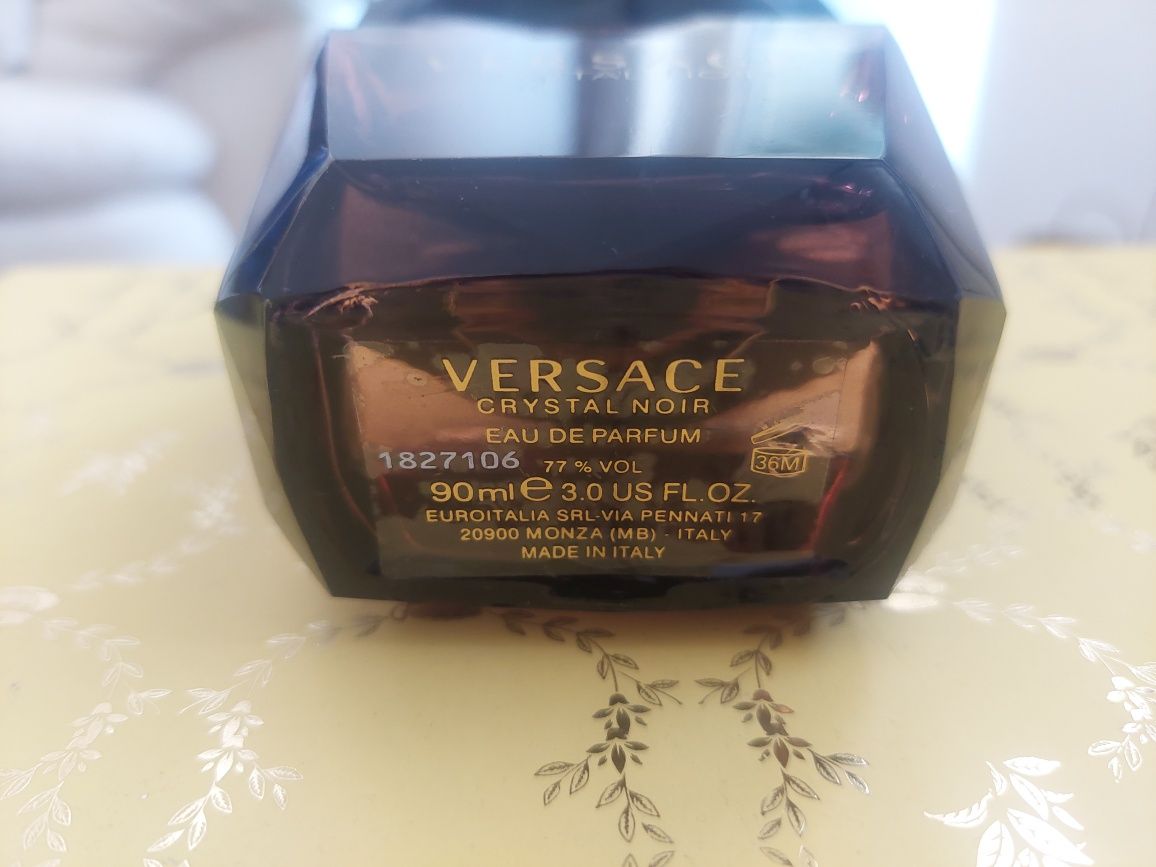 VERSACE
CRYSTAL NOIR
EAU DE PARFUM
1827106 77 % VOL
36M
90ml e 3.0 US FL.OZ.
EUROITALIA SRL-VIA PENNATI 17
20900 MONZA (MB) - ITALY
MADE IN ITALY